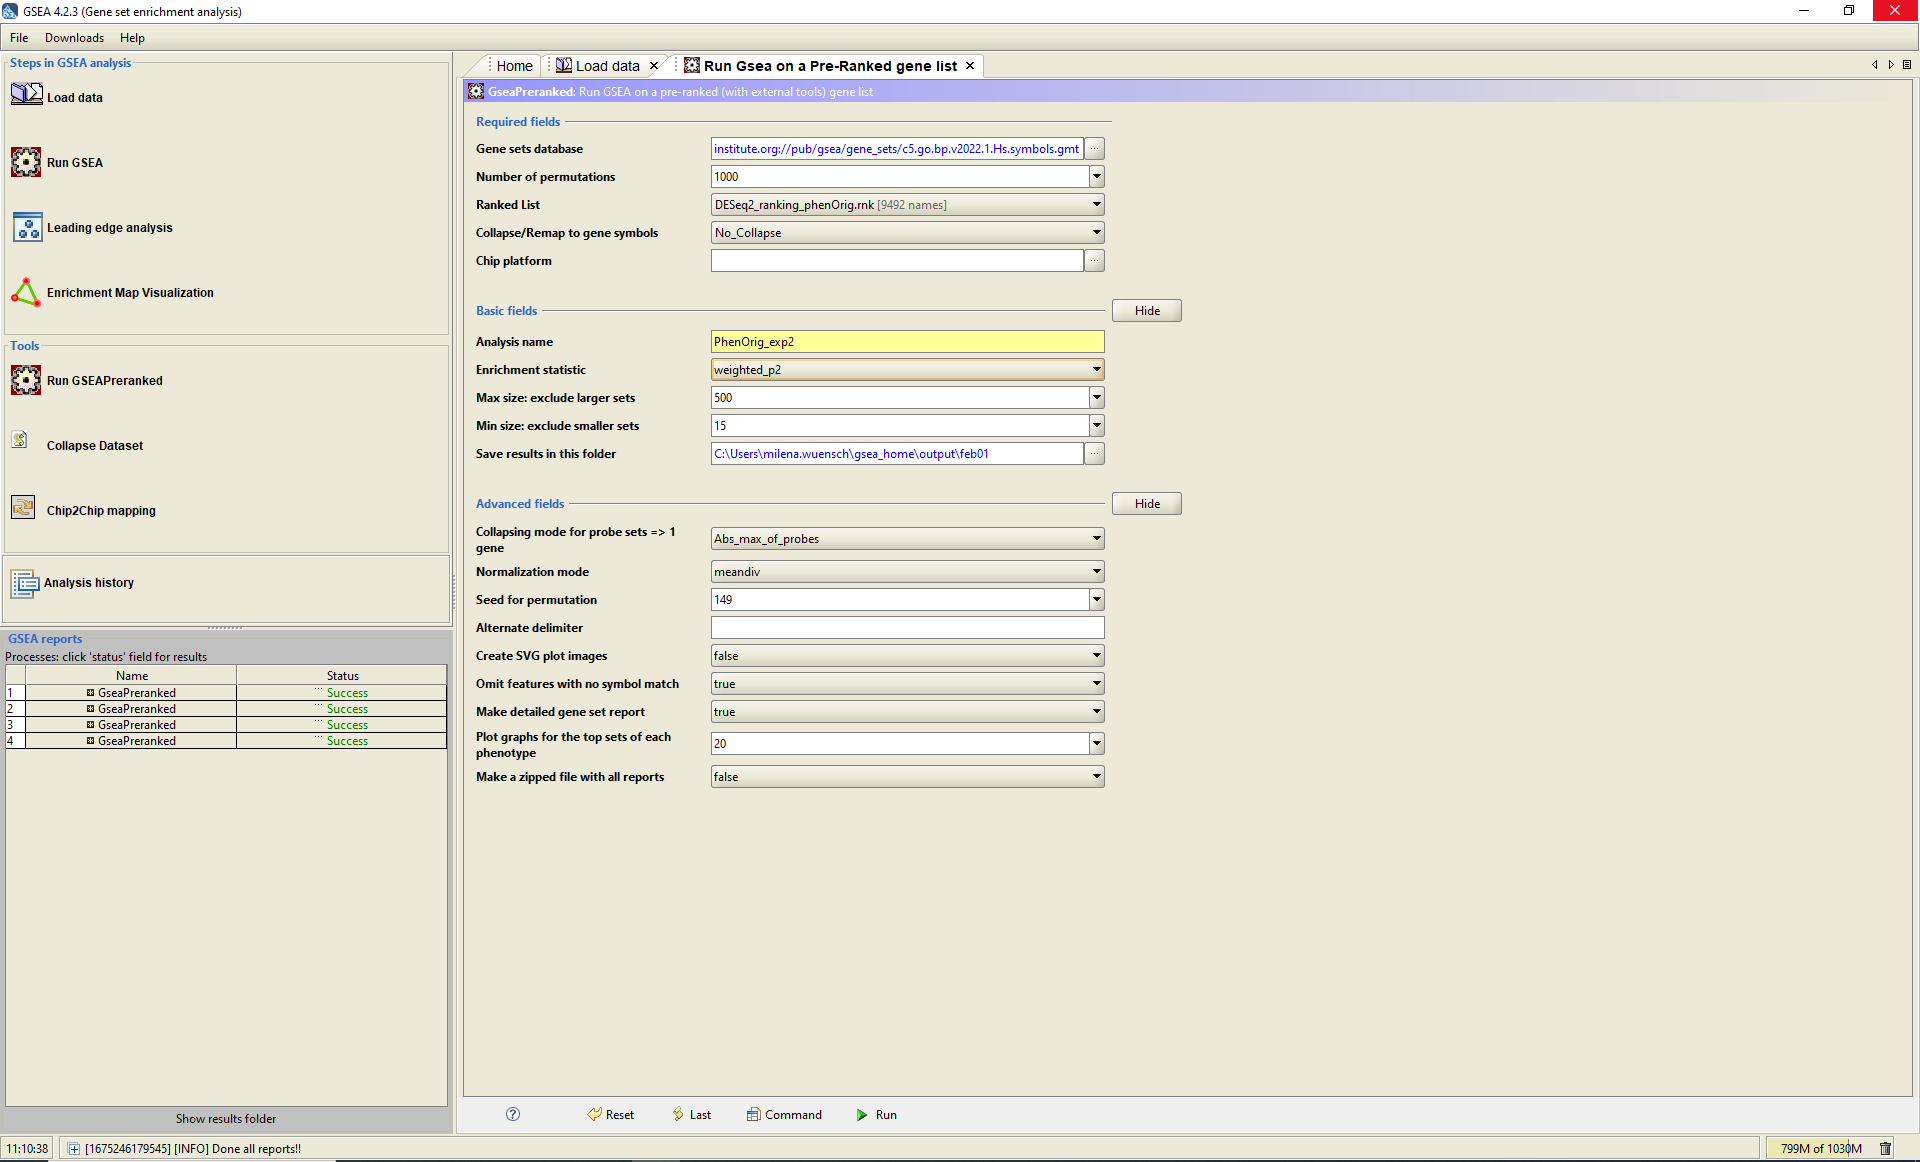 GSEA 4.2.3 (Gene set enrichment analysis)
File Downloads Help
Steps in GSEA analysis
Load data
Run GSEA
Leading edge analysis
Enrichment Map Visualization
Tools
Run GSEAPreranked
Collapse Dataset
Chip2Chip mapping
Analysis history
GSEA reports
Processes: click 'status' field for results
Name Status
1 GseaPreranked ... Success
2 GseaPreranked ... Success
3 GseaPreranked ... Success
4 GseaPreranked ... Success
Show results folder
Home Load data Run Gsea on a Pre-Ranked gene list
GseaPreranked: Run GSEA on a pre-ranked (with external tools) gene list
Required fields
Gene sets database institute.org://pub/gsea/gene_sets/c5.go.bp.v2022.1.Hs.symbols.gmt ...
Number of permutations 1000
Ranked List DESeq2_ranking_phenOrig.rnk [9492 names]
Collapse/Remap to gene symbols No_Collapse
Chip platform ...
Basic fields Hide
Analysis name PhenOrig_exp2
Enrichment statistic weighted_p2
Max size: exclude larger sets 500
Min size: exclude smaller sets 15
Save results in this folder C:\Users\milena.wuensch\gsea_home\output\feb01 ...
Advanced fields Hide
Collapsing mode for probe sets => 1
gene Abs_max_of_probes
Normalization mode meandiv
Seed for permutation 149
Alternate delimiter
Create SVG plot images false
Omit features with no symbol match true
Make detailed gene set report true
Plot graphs for the top sets of each
phenotype 20
Make a zipped file with all reports false
? Reset Last Command Run
11:10:38 [1675246179545] [INFO] Done all reports!! 799M of 1030M